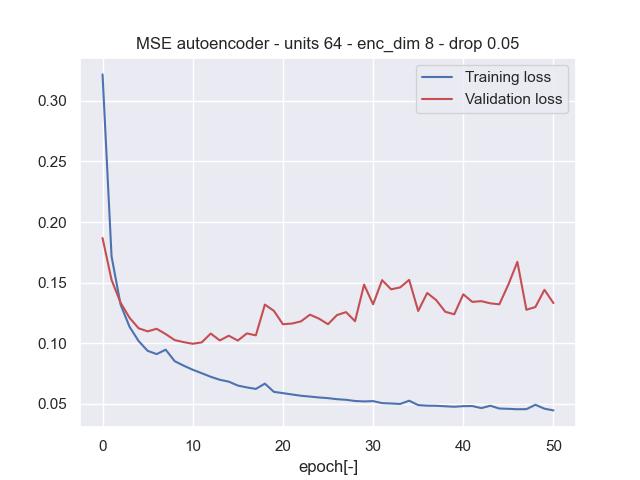 MSE autoencoder - units 64 - enc_dim 8 - drop 0.05
Training loss
Validation loss
0.30
0.25
0.20
0.15
0.10
0.05
0 10 20 30 40 50
epoch[-]